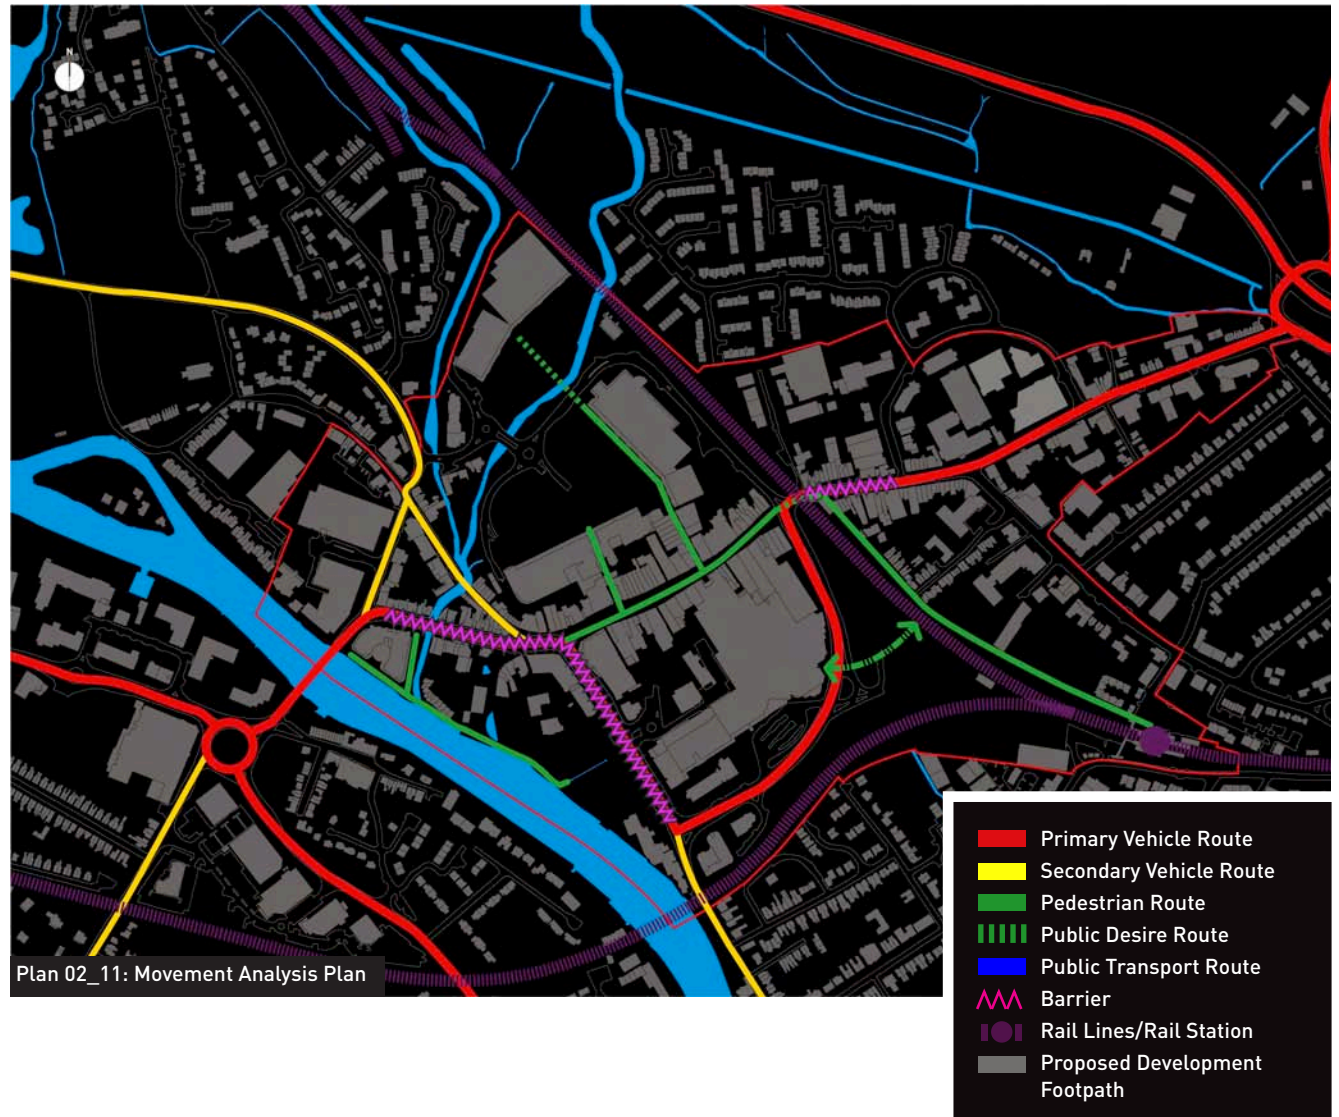 N
Plan 02_11: Movement Analysis Plan
Primary Vehicle Route
Secondary Vehicle Route
Pedestrian Route
Public Desire Route
Public Transport Route
Barrier
Rail Lines/Rail Station
Proposed Development
Footpath